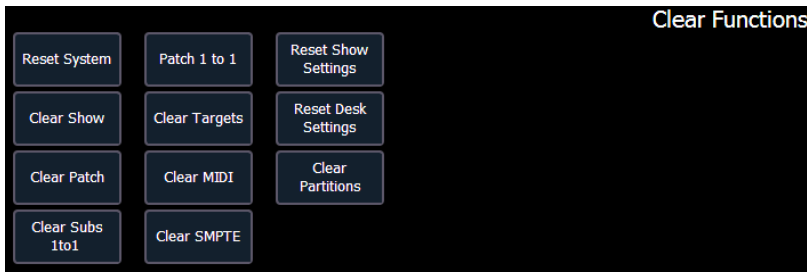 Clear Functions
Reset System
Patch 1 to 1
Reset Show
Settings
Clear Show
Clear Targets
Reset Desk
Settings
Clear Patch
Clear MIDI
Clear
Partitions
Clear Subs
1to1
Clear SMPTE